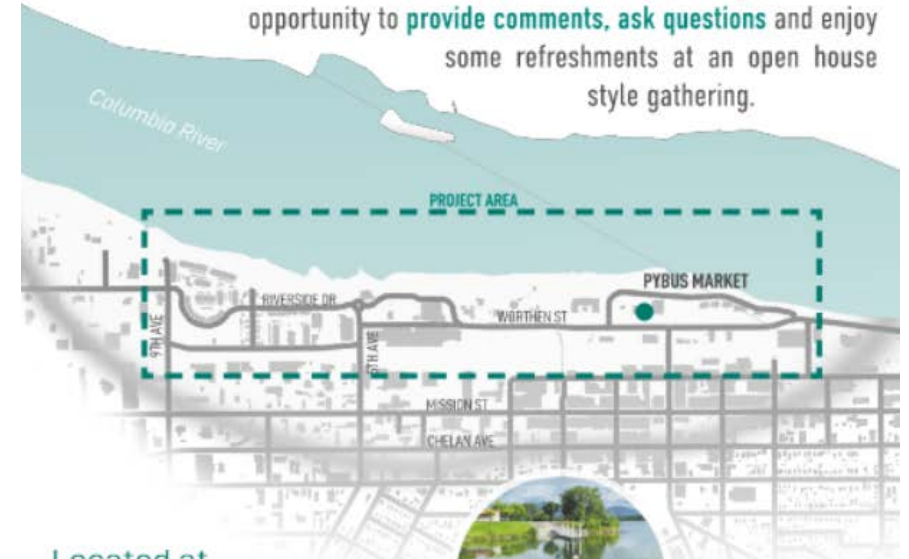 opportunity to provide comments, ask questions and enjoy
some refreshments at an open house
style gathering.
Columbia River
PROJECT AREA
PYBUS MARKET
RIVERSIDE DR
WORTHEN ST
9TH AVE
5TH AVE
MISSION ST
CHELAN AVE
Located at